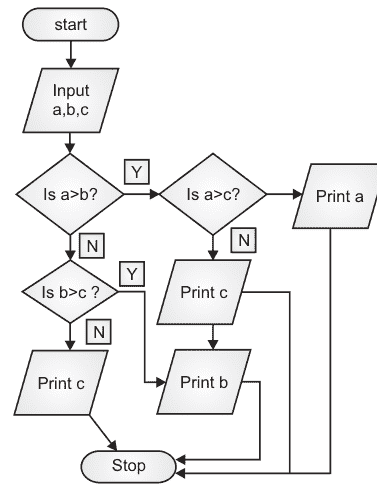 start
Input
a,b,c
Is a>b?
Y
Is a>c?
Print a
N
N
Is b>c ?
Y
Print c
N
Print c
Print b
Stop